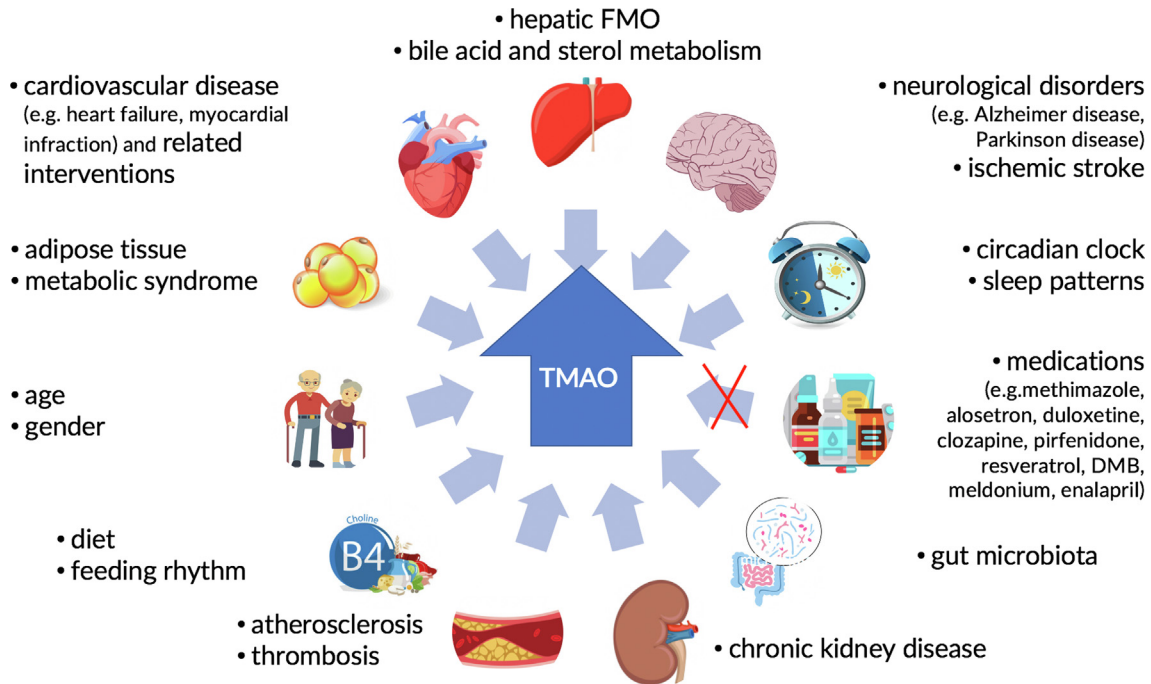 • hepatic FMO
• bile acid and sterol metabolism
• cardiovascular disease
(e.g. heart failure, myocardial
infraction) and related
interventions
• neurological disorders
(e.g. Alzheimer disease,
Parkinson disease)
• ischemic stroke
• adipose tissue
• metabolic syndrome
• circadian clock
• sleep patterns
TMAO
• age
• gender
• medications
(e.g.methimazole,
alosetron, duloxetine,
clozapine, pirfenidone,
resveratrol, DMB,
meldonium, enalapril)
• diet
• feeding rhythm
Choline
B4
• gut microbiota
• atherosclerosis
• thrombosis
• chronic kidney disease